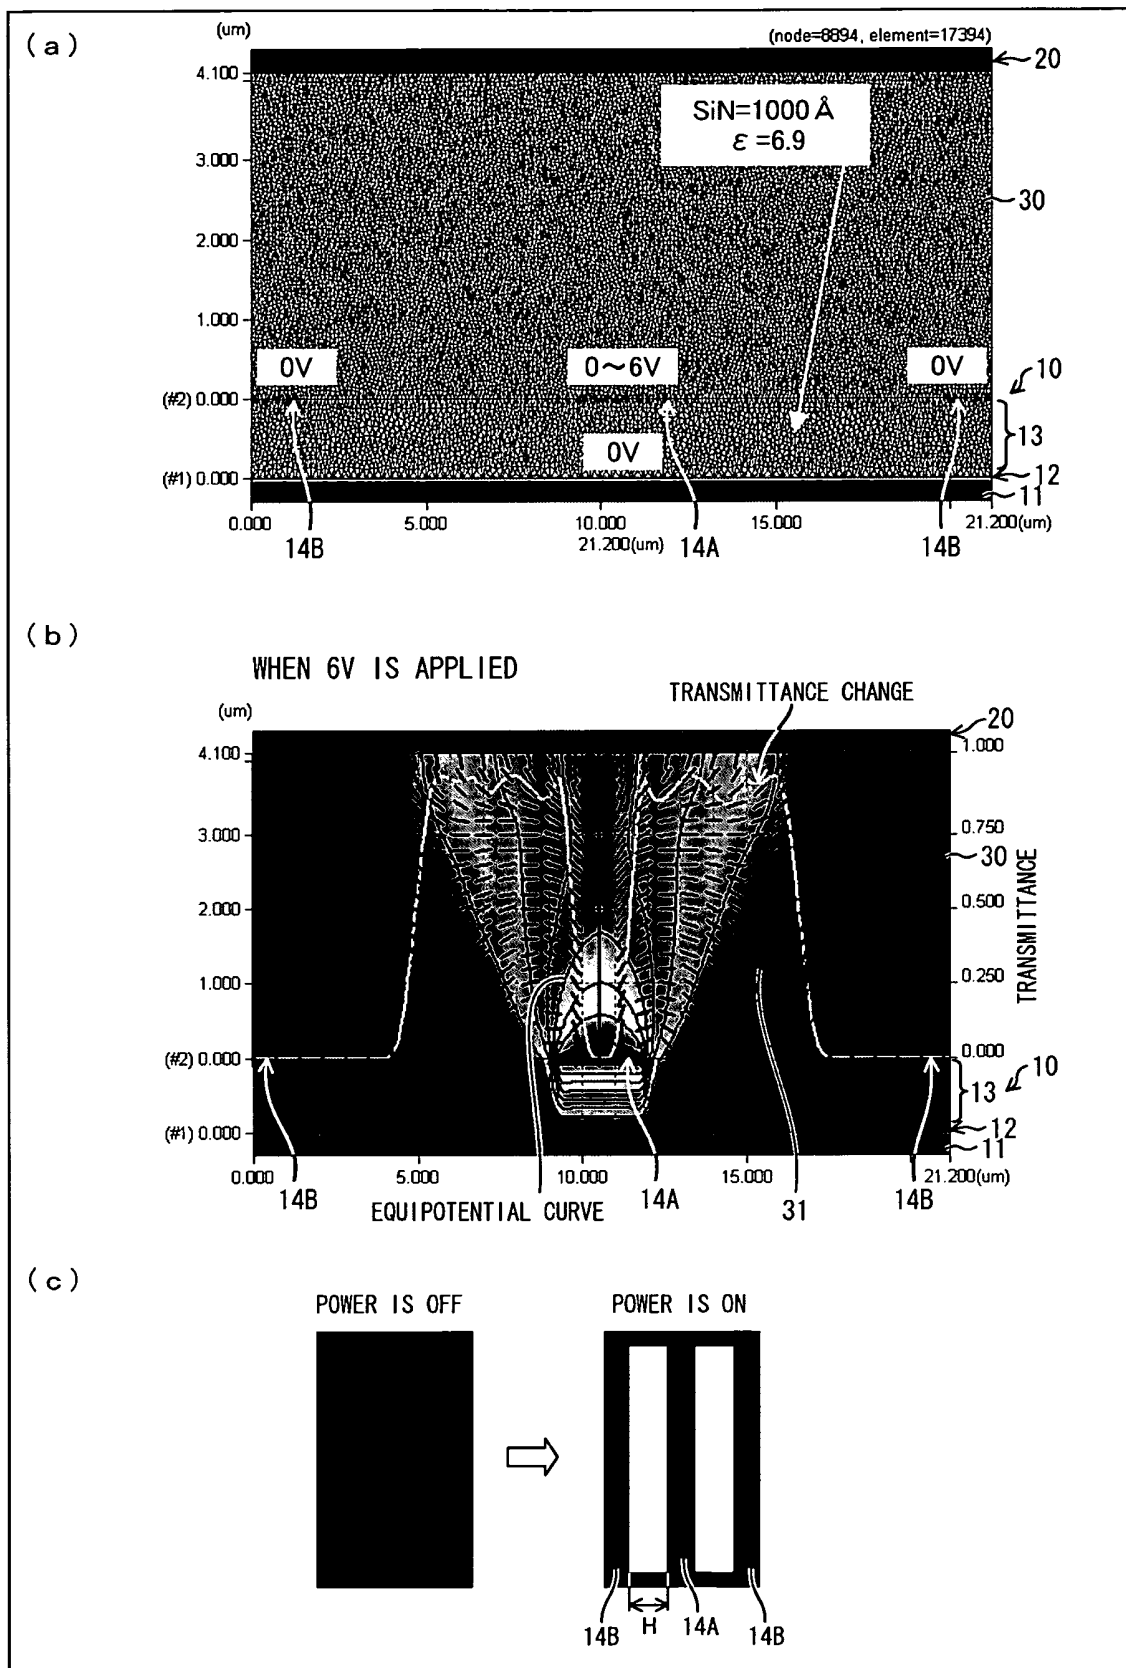 (a)
(um)
(node=8894, element=17394)
20
4.100
SiN=1000Å
ε=6.9
3.000
30
2.000
1.000
0V
0～6V
0V
10
(#2) 0.000
13
0V
(#1) 0.000
12
11
0.000
5.000
10.000
15.000
21.200(um)
14B
21.200(um)
14A
14B
(b)
WHEN 6V IS APPLIED
TRANSMITTANCE CHANGE
(um)
20
4.100
1.000
3.000
0.750
30
2.000
0.500
TRANSMITTANCE
1.000
0.250
(#2) 0.000
0.000
10
13
(#1) 0.000
12
11
0.000
5.000
10.000
15.000
21.200(um)
14B
EQUIPOTENTIAL CURVE
14A
31
14B
(c)
POWER IS OFF
POWER IS ON
14B
H
14A
14B